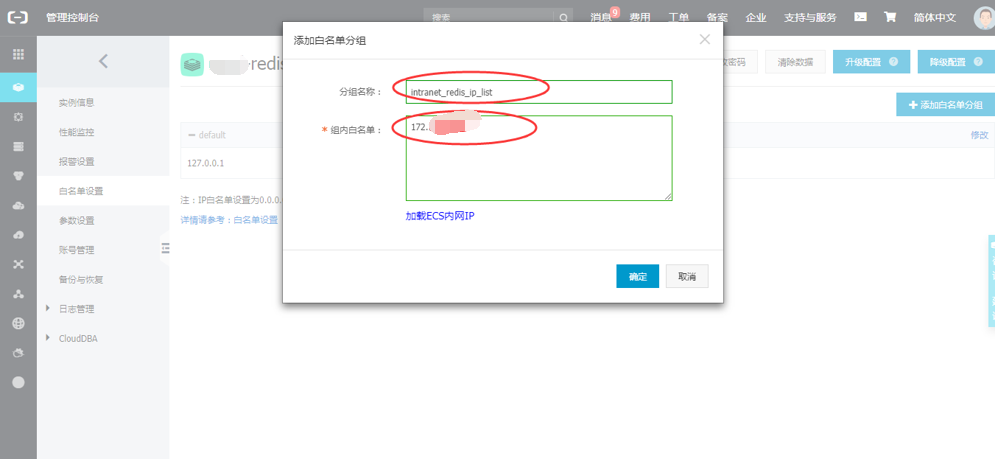 管理控制台
搜索
消息
9
费用
工单
备案
企业
支持与服务
简体中文
添加白名单分组
redis
密码
清除数据
升级配置
降级配置
分组名称：
intranet_redis_ip_list
添加白名单分组
实例信息
性能监控
报警设置
白名单设置
参数设置
账号管理
备份与恢复
日志管理
CloudDBA
* 组内白名单：
172.
default
修改
127.0.0.1
注：IP白名单设置为0.0.0.
详情请参考：白名单设置
加载ECS内网IP
确定
取消